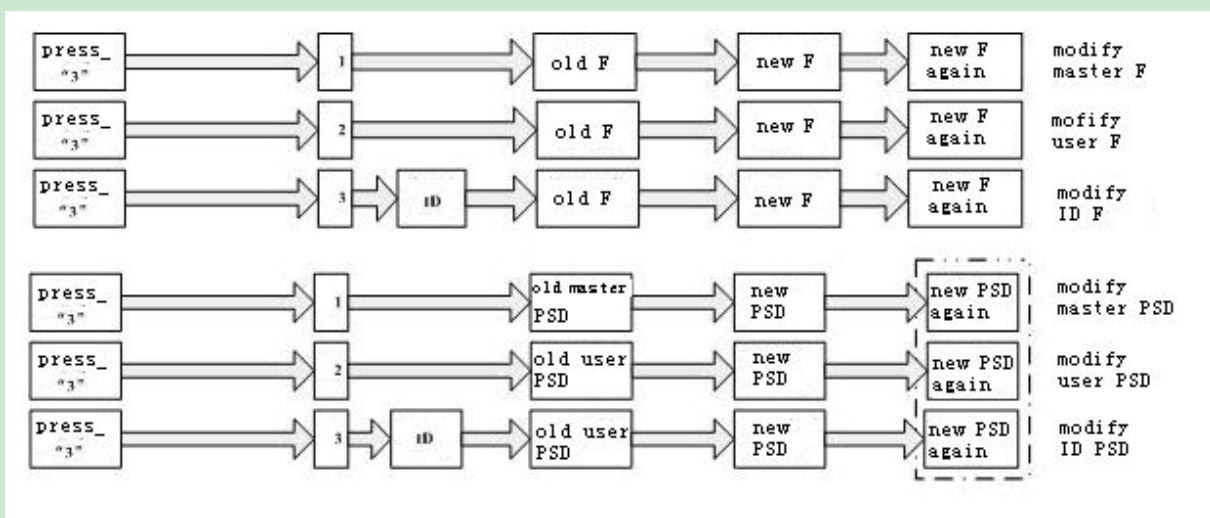 press_
"3"
1
old F
new F
new F
again
modify
master F
press_
"3"
2
old F
new F
new F
again
mofify
user F
press_
"3"
3
ID
old F
new F
new F
again
modify
ID F
press_
"3"
1
old master
PSD
new
PSD
new PSD
again
modify
master PSD
press_
"3"
2
old user
PSD
new
PSD
new PSD
again
modify
user PSD
press_
"3"
3
ID
old user
PSD
new
PSD
new PSD
again
modify
ID PSD